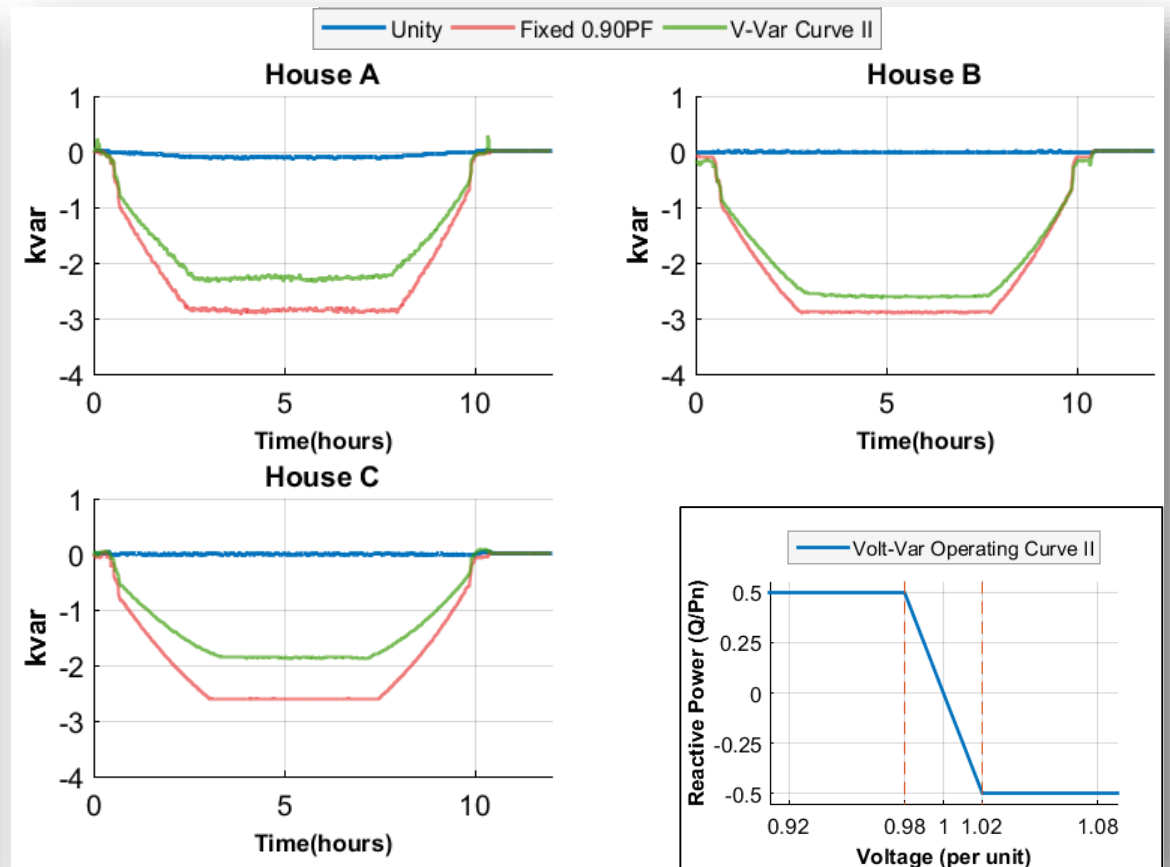 Unity Fixed 0.90PF V-Var Curve II
House A
1
0
-1
-2
-3
-4
kvar
0 5 10
Time(hours)
House B
1
0
-1
-2
-3
-4
kvar
0 5 10
Time(hours)
House C
1
0
-1
-2
-3
-4
kvar
0 5 10
Time(hours)
Volt-Var Operating Curve II
Reactive Power (Q/Pn)
0.5
0.25
0
-0.25
-0.5
0.92 0.98 1 1.02 1.08
Voltage (per unit)